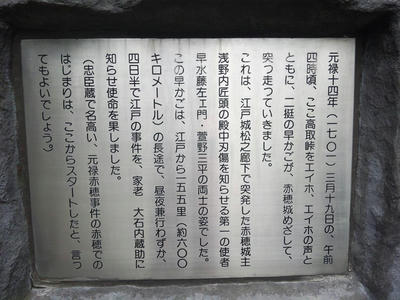 元禄十四年(一七〇一)三月十九日の、午前
四時頃、ここ高取峠をエイホ、エイホの声と
ともに、二挺の早かごが、赤穂城めざして、
突っ走っていきました。
これは、江戸城松之廊下で突発した赤穂城主
浅野内匠頭の殿中刃傷を知らせる第一の使者
早水藤左エ門・萱野三平の両士の姿でした。
この早かごは、江戸から一五五里(約六〇〇
キロメートル)の長途で、昼夜兼行わずか、
四日半で江戸の事件を、家老 大石内蔵助に
知らせ使命を果しました。
(忠臣蔵で名高い、元禄赤穂事件の赤穂での
はじまりは、ここからスタートしたと、言っ
てもよいでしょう。)